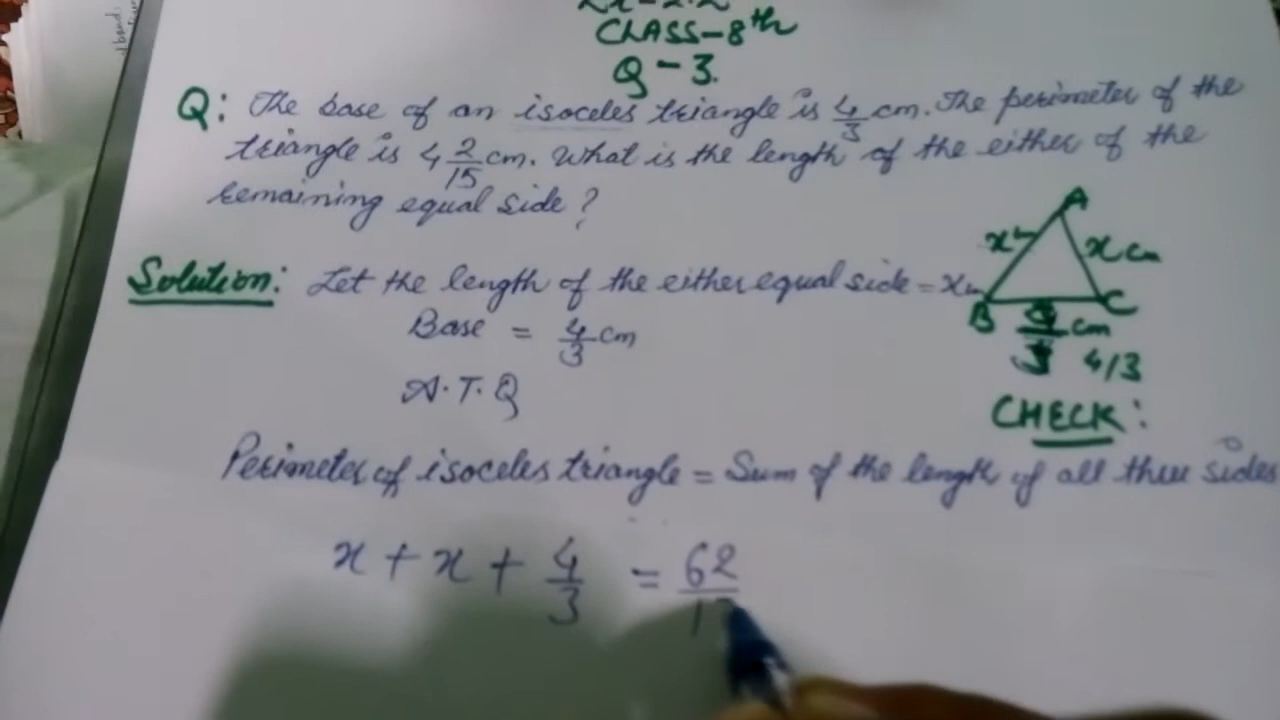 CLASS-8th
Q-3.
Q: The base of an isoceles triangle is 4/3 cm. The perimeter of the
triangle is 4 2/15 cm. What is the length of the either of the
remaining equal side?
A
x
x cm
B
C
cm
4/3
Solution: Let the length of the either equal side = x
Base = 4/3 cm
A.T.Q
CHECK:
Perimeter of isoceles triangle = Sum of the length of all three sides
x + x + 4/3 = 62/1